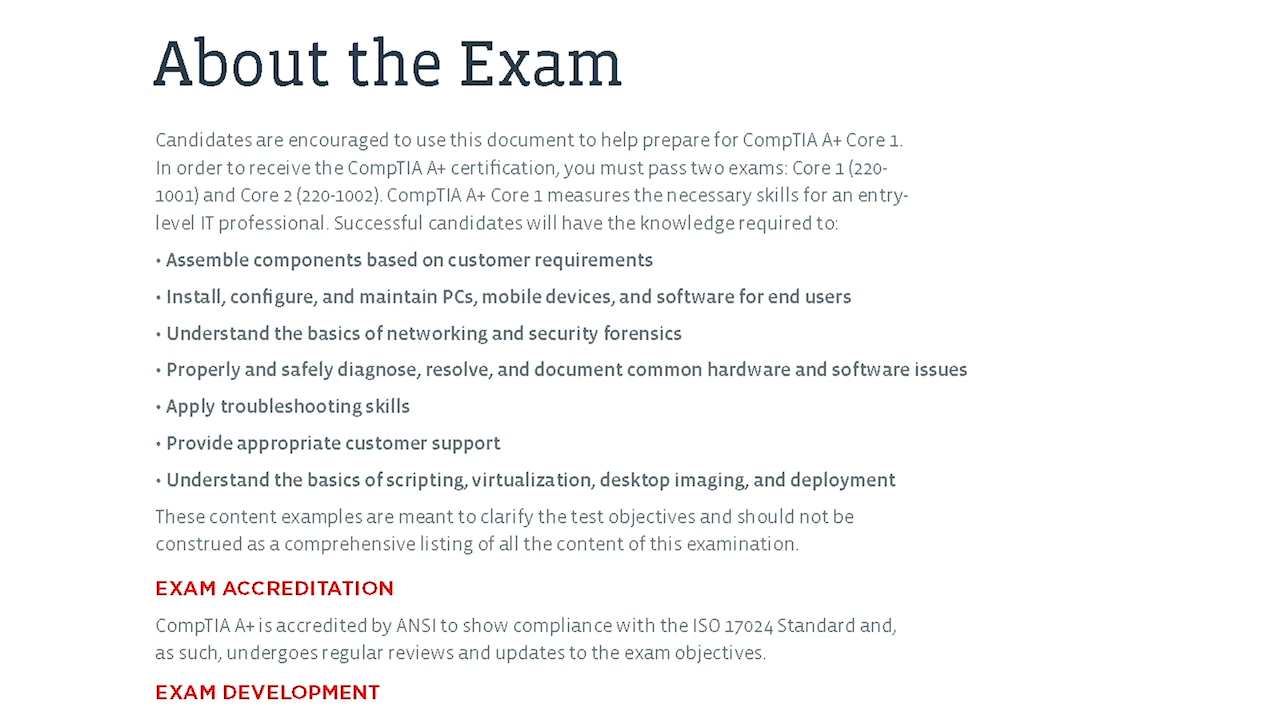 About the Exam
Candidates are encouraged to use this document to help prepare for CompTIA A+ Core 1.
In order to receive the CompTIA A+ certification, you must pass two exams: Core 1 (220-
1001) and Core 2 (220-1002). CompTIA A+ Core 1 measures the necessary skills for an entry-
level IT professional. Successful candidates will have the knowledge required to:
• Assemble components based on customer requirements
• Install, configure, and maintain PCs, mobile devices, and software for end users
• Understand the basics of networking and security forensics
• Properly and safely diagnose, resolve, and document common hardware and software issues
• Apply troubleshooting skills
• Provide appropriate customer support
• Understand the basics of scripting, virtualization, desktop imaging, and deployment
These content examples are meant to clarify the test objectives and should not be
construed as a comprehensive listing of all the content of this examination.
EXAM ACCREDITATION
CompTIA A+ is accredited by ANSI to show compliance with the ISO 17024 Standard and,
as such, undergoes regular reviews and updates to the exam objectives.
EXAM DEVELOPMENT